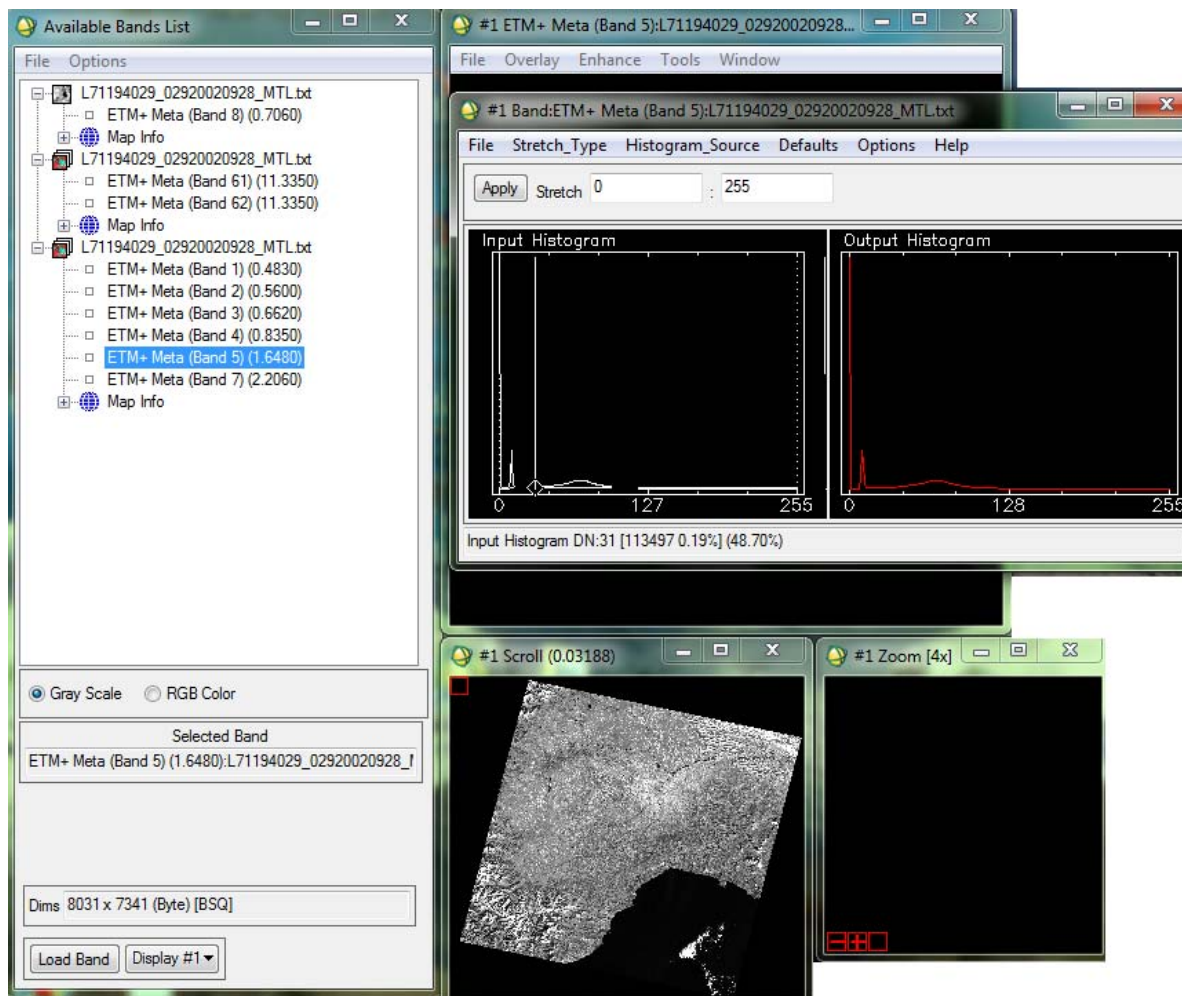 Available Bands List
File Options
L71194029_02920020928_MTL.txt
ETM+ Meta (Band 8) (0.7060)
Map Info
L71194029_02920020928_MTL.txt
ETM+ Meta (Band 61) (11.3350)
ETM+ Meta (Band 62) (11.3350)
Map Info
L71194029_02920020928_MTL.txt
ETM+ Meta (Band 1) (0.4830)
ETM+ Meta (Band 2) (0.5600)
ETM+ Meta (Band 3) (0.6620)
ETM+ Meta (Band 4) (0.8350)
ETM+ Meta (Band 5) (1.6480)
ETM+ Meta (Band 7) (2.2060)
Map Info
Gray Scale RGB Color
Selected Band
ETM+ Meta (Band 5) (1.6480):L71194029_02920020928_
Dims 8031 x 7341 (Byte) [BSQ]
Load Band Display #1
#1 ETM+ Meta (Band 5):L71194029_02920020928...
File Overlay Enhance Tools Window
#1 Band:ETM+ Meta (Band 5):L71194029_02920020928_MTL.txt
File Stretch_Type Histogram_Source Defaults Options Help
Apply Stretch 0 : 255
Input Histogram
0 127 255
Output Histogram
0 128 255
Input Histogram DN:31 [113497 0.19%] (48.70%)
#1 Scroll (0.03188)
#1 Zoom [4x]